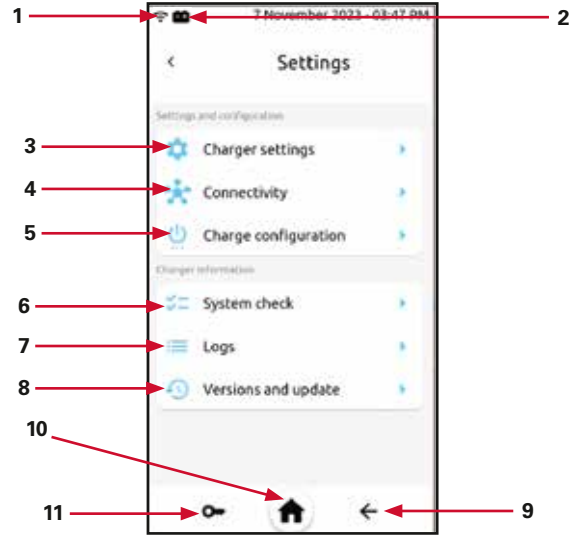 1
2
7 November 2023 - 03:47 PM
Settings
Settings and configuration
3
Charger settings
4
Connectivity
5
Charge configuration
Charger information
6
System check
7
Logs
8
Versions and update
10
11
9